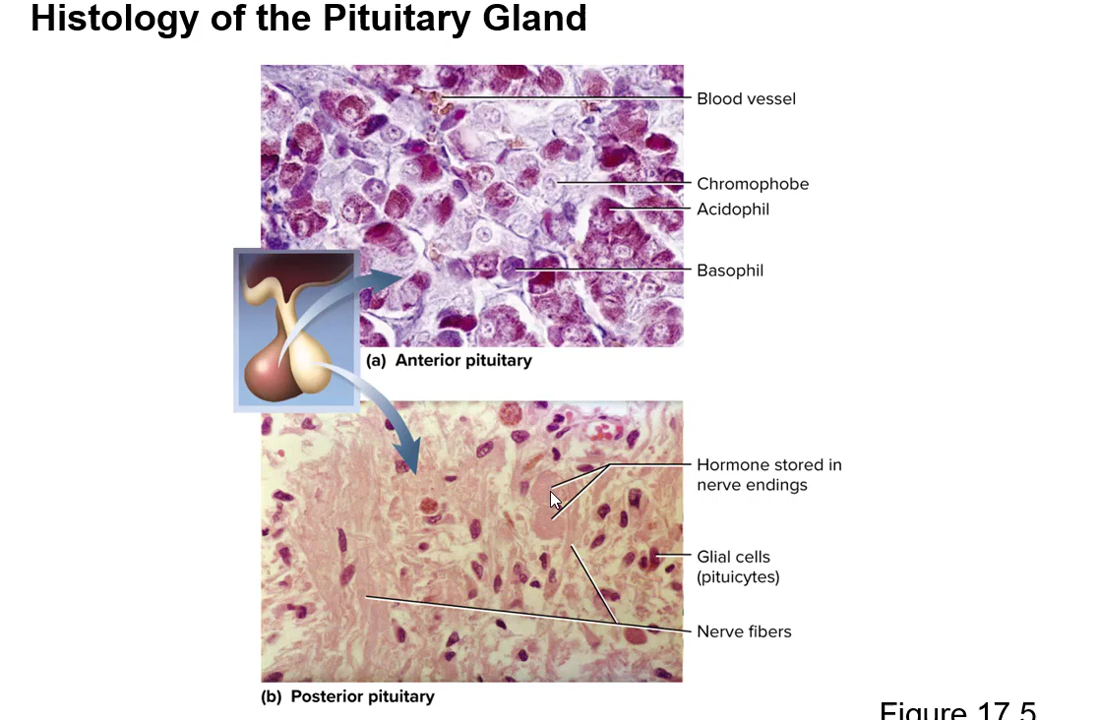 Histology of the Pituitary Gland
Blood vessel
Chromophobe
Acidophil
Basophil
(a) Anterior pituitary
Hormone stored in
nerve endings
Glial cells
(pituicytes)
Nerve fibers
(b) Posterior pituitary
Figure 17.5